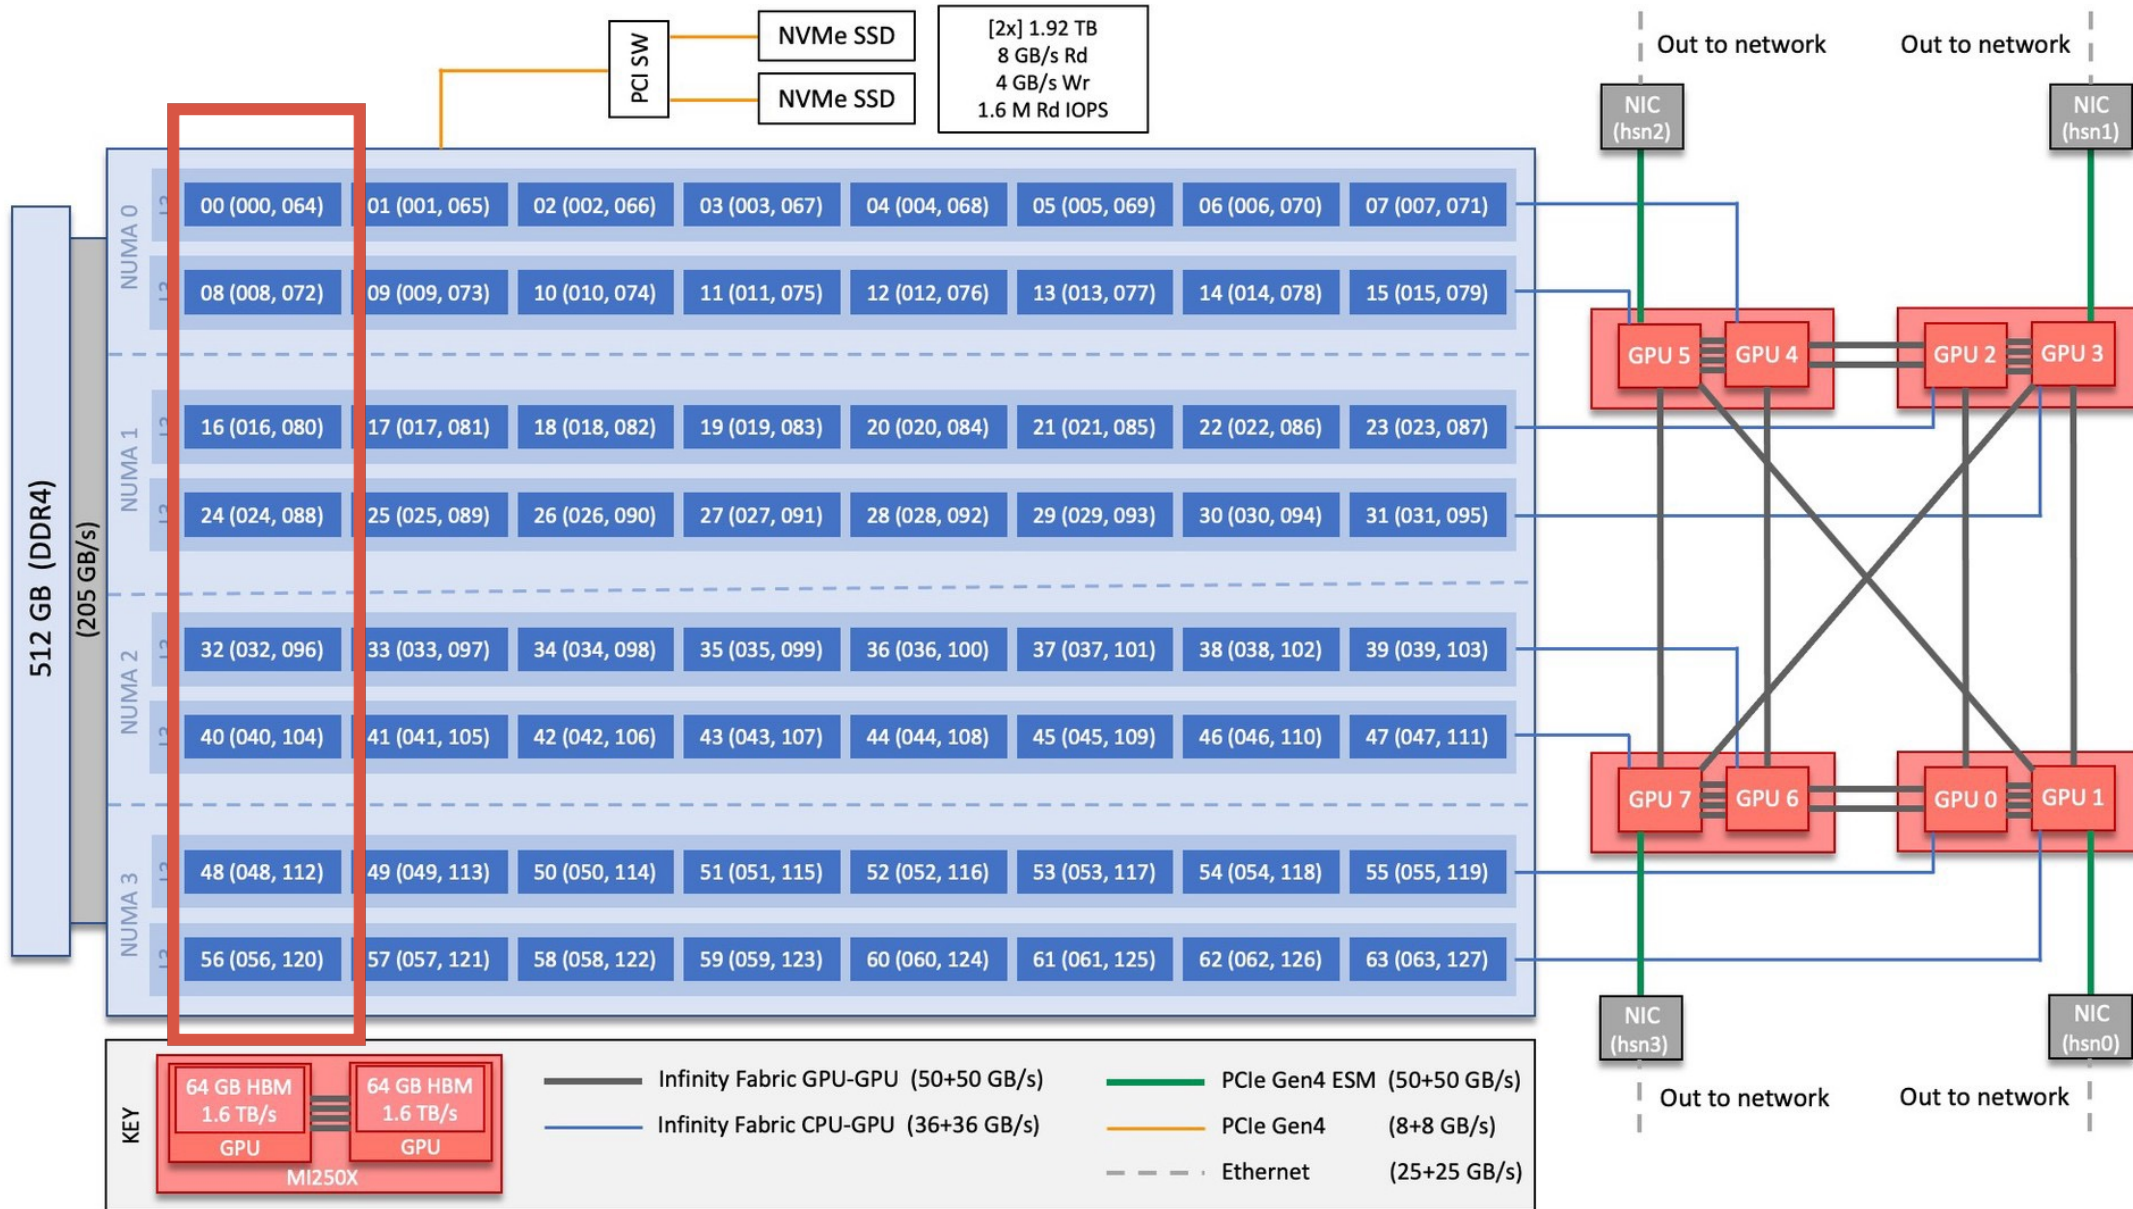 NVMe SSD
NVMe SSD
PCI SW
[2x] 1.92 TB
8 GB/s Rd
4 GB/s Wr
1.6 M Rd IOPS
Out to network
Out to network
NIC
(hsn2)
NIC
(hsn1)
512 GB (DDR4)
(205 GB/s)
NUMA 0
00 (000, 064) 01 (001, 065) 02 (002, 066) 03 (003, 067) 04 (004, 068) 05 (005, 069) 06 (006, 070) 07 (007, 071)
08 (008, 072) 09 (009, 073) 10 (010, 074) 11 (011, 075) 12 (012, 076) 13 (013, 077) 14 (014, 078) 15 (015, 079)
NUMA 1
16 (016, 080) 17 (017, 081) 18 (018, 082) 19 (019, 083) 20 (020, 084) 21 (021, 085) 22 (022, 086) 23 (023, 087)
24 (024, 088) 25 (025, 089) 26 (026, 090) 27 (027, 091) 28 (028, 092) 29 (029, 093) 30 (030, 094) 31 (031, 095)
NUMA 2
32 (032, 096) 33 (033, 097) 34 (034, 098) 35 (035, 099) 36 (036, 100) 37 (037, 101) 38 (038, 102) 39 (039, 103)
40 (040, 104) 41 (041, 105) 42 (042, 106) 43 (043, 107) 44 (044, 108) 45 (045, 109) 46 (046, 110) 47 (047, 111)
NUMA 3
48 (048, 112) 49 (049, 113) 50 (050, 114) 51 (051, 115) 52 (052, 116) 53 (053, 117) 54 (054, 118) 55 (055, 119)
56 (056, 120) 57 (057, 121) 58 (058, 122) 59 (059, 123) 60 (060, 124) 61 (061, 125) 62 (062, 126) 63 (063, 127)
GPU 5 GPU 4 GPU 2 GPU 3
GPU 7 GPU 6 GPU 0 GPU 1
NIC
(hsn3)
NIC
(hsn0)
Out to network
Out to network
KEY
64 GB HBM
1.6 TB/s
GPU
64 GB HBM
1.6 TB/s
GPU
MI250X
Infinity Fabric GPU-GPU (50+50 GB/s)
Infinity Fabric CPU-GPU (36+36 GB/s)
PCIe Gen4 ESM (50+50 GB/s)
PCIe Gen4 (8+8 GB/s)
Ethernet (25+25 GB/s)